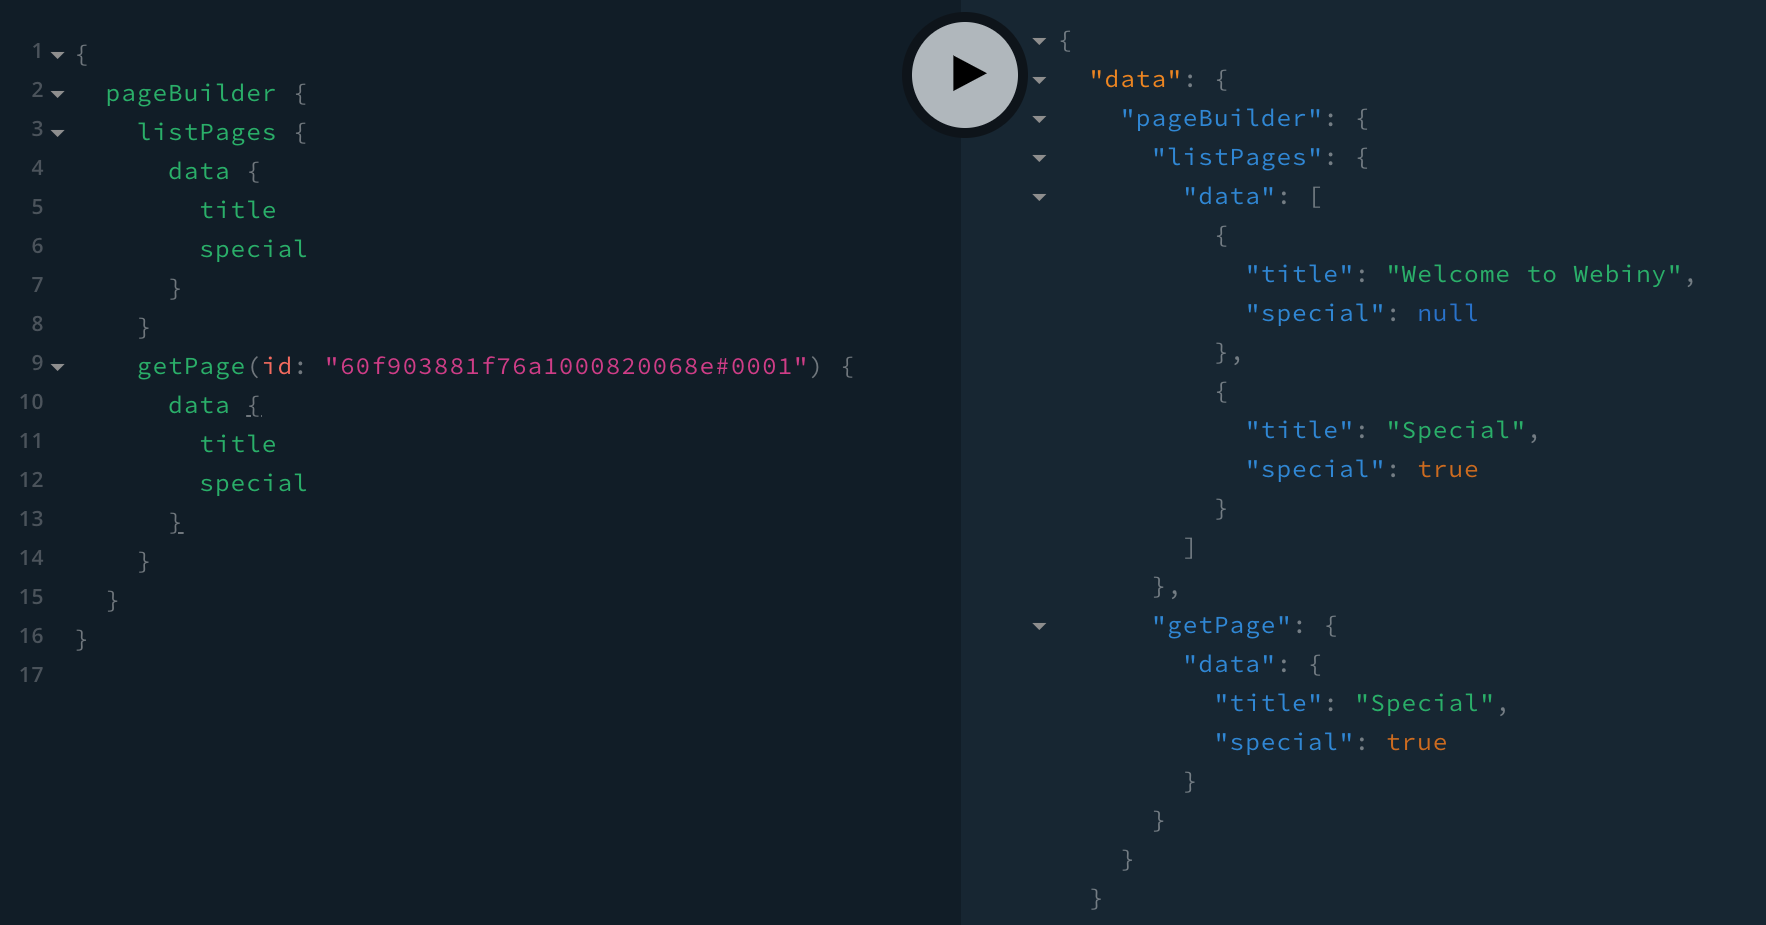 1 {
2 pageBuilder {
3 listPages {
4 data {
5 title
6 special
7 }
8 }
9 getPage(id: "60f903881f76a1000820068e#0001") {
10 data {
11 title
12 special
13 }
14 }
15 }
16 }
17
{
"data": {
"pageBuilder": {
"listPages": {
"data": [
{
"title": "Welcome to Webiny",
"special": null
},
{
"title": "Special",
"special": true
}
]
},
"getPage": {
"data": {
"title": "Special",
"special": true
}
}
}
}